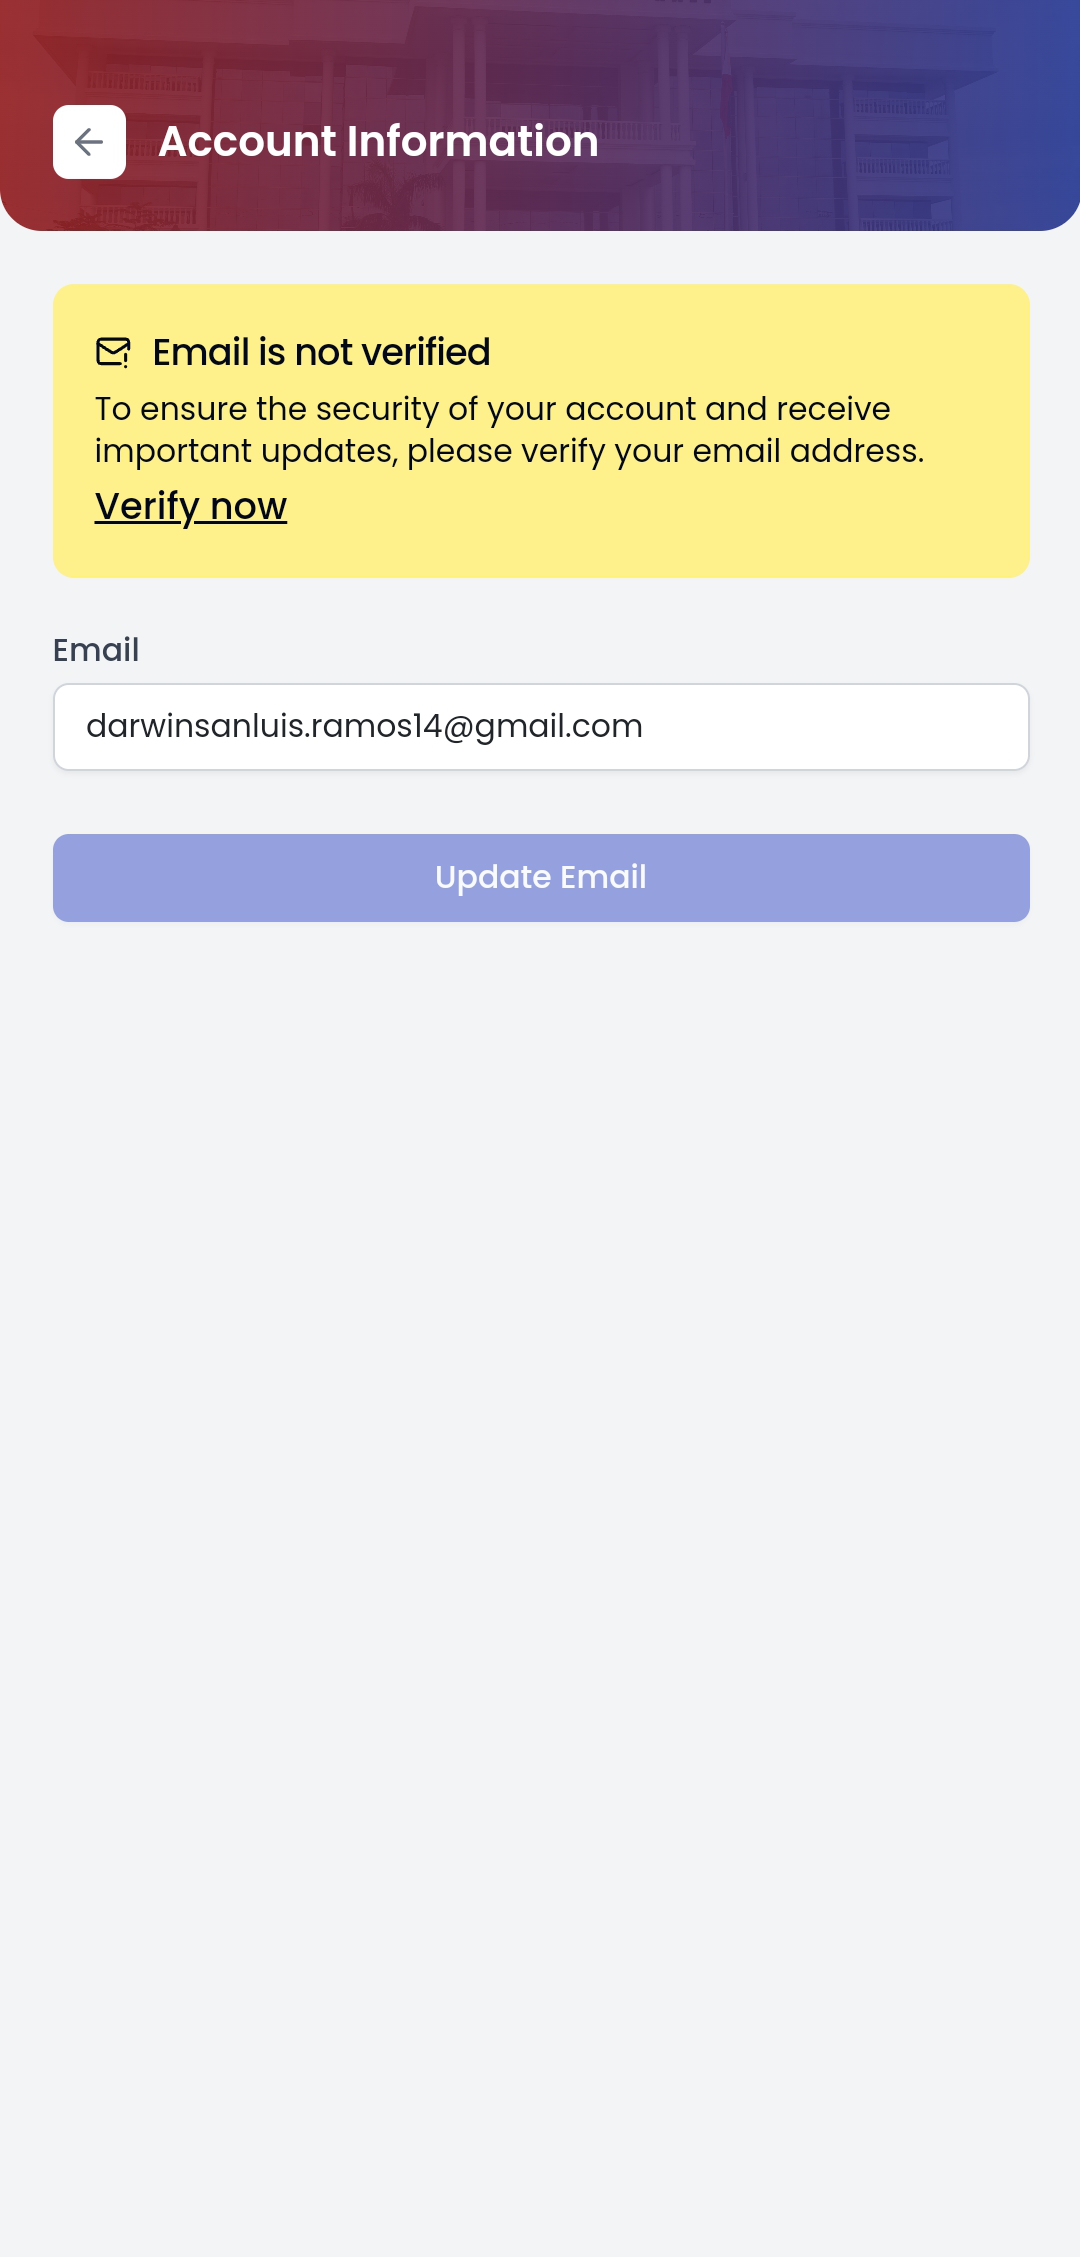 Account Information
Email is not verified
To ensure the security of your account and receive
important updates, please verify your email address.
Verify now
Email
darwinsanluis.ramos14@gmail.com
Update Email